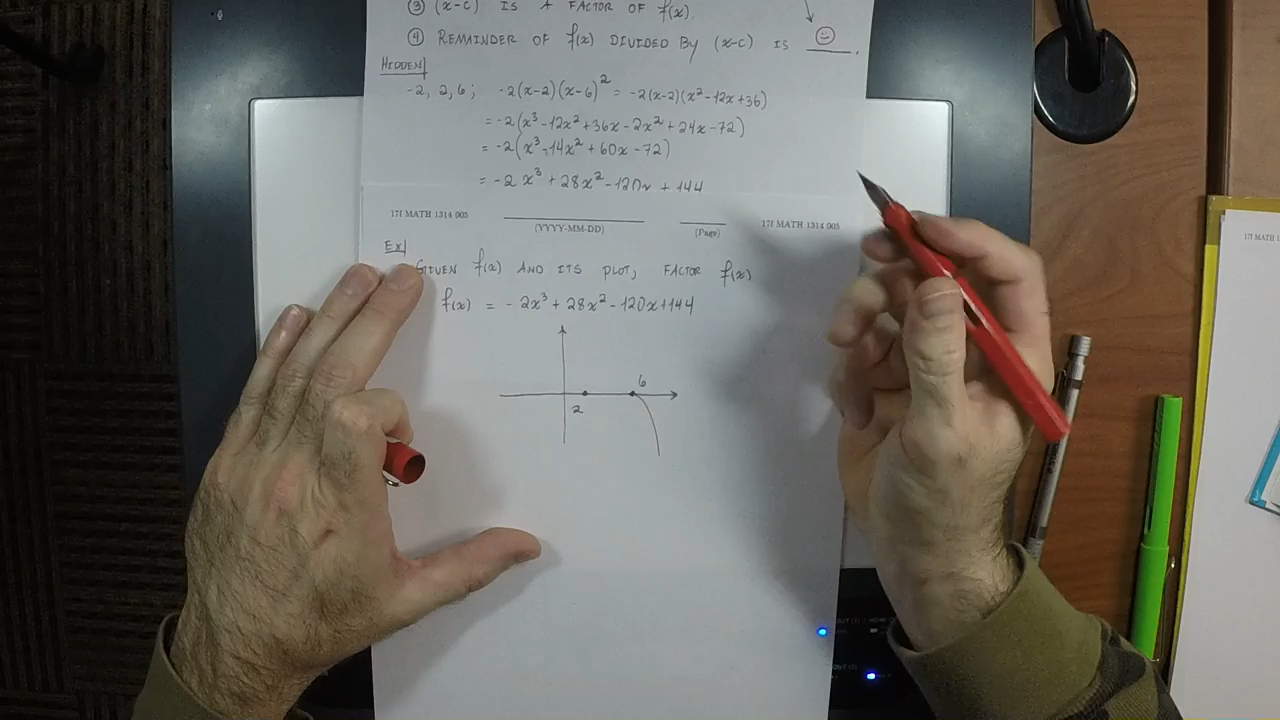 ③ (x-c) IS A FACTOR OF f(x).
④ REMAINDER OF f(x) DIVIDED BY (x-c) IS ☺.
HIDDEN
-2, 2, 6; -2(x-2)(x-6)² = -2(x-2)(x²-12x+36)
= -2(x³-12x²+36x-2x²+24x-72)
= -2(x³-14x²+60x-72)
= -2x³+28x²-120x+144
17f MATH 1314 005 (YYYY-MM-DD) (Page) 17f MATH 1314 005
Ex
GIVEN f(x) AND ITS PLOT, FACTOR f(x)
f(x) = -2x³+28x²-120x+144
6
2